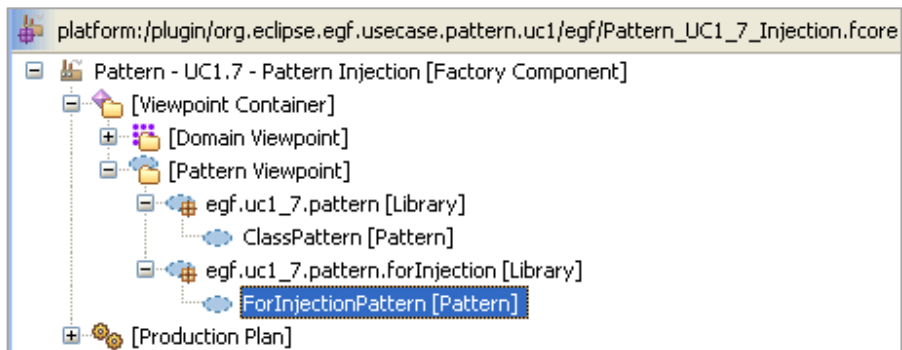 platform:/plugin/org.eclipse.egf.usecase.pattern.uc1/egf/Pattern_UC1_7_Injection.fcore
Pattern - UC1.7 - Pattern Injection [Factory Component]
[Viewpoint Container]
[Domain Viewpoint]
[Pattern Viewpoint]
egf.uc1_7.pattern [Library]
ClassPattern [Pattern]
egf.uc1_7.pattern.forInjection [Library]
ForInjectionPattern [Pattern]
[Production Plan]